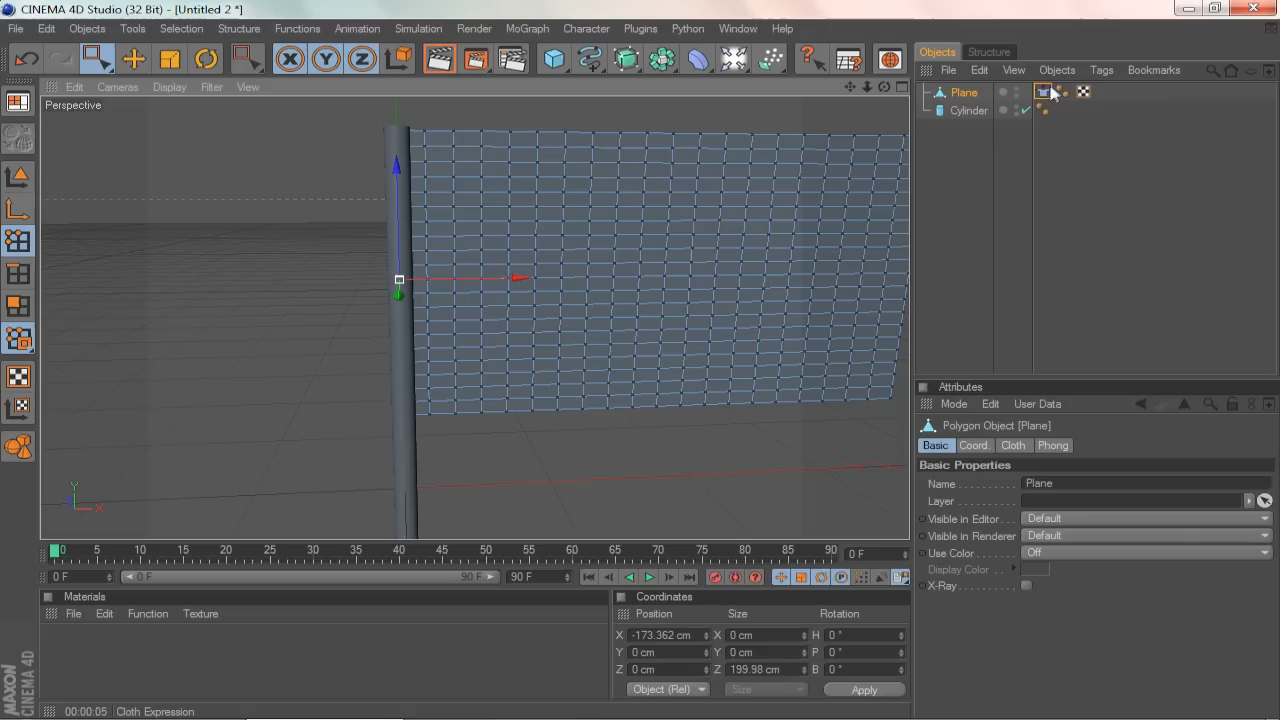 CINEMA 4D Studio (32 Bit) - [Untitled 2 *]
File Edit Objects Tools Selection Structure Functions Animation Simulation Render MoGraph Character Plugins Python Window Help
X Y Z
Objects Structure
File Edit View Objects Tags Bookmarks
Edit Cameras Display Filter View
Perspective
Plane
Cylinder
Y
X
Attributes
Mode Edit User Data
Polygon Object [Plane]
Basic Coord. Cloth Phong
Basic Properties
Name Plane
Layer
Visible in Editor Default
Visible in Renderer Default
Use Color Off
Display Color
X-Ray
0 5 10 15 20 25 30 35 40 45 50 55 60 65 70 75 80 85 90 0 F
0 F 0 F 90 F 90 F
Materials
File Edit Function Texture
Coordinates
Position Size Rotation
X -173.362 cm X 0 cm H 0 °
Y 0 cm Y 0 cm P 0 °
Z 0 cm Z 199.98 cm B 0 °
Object (Rel) Size Apply
MAXON
CINEMA 4D
00:00:05 Cloth Expression